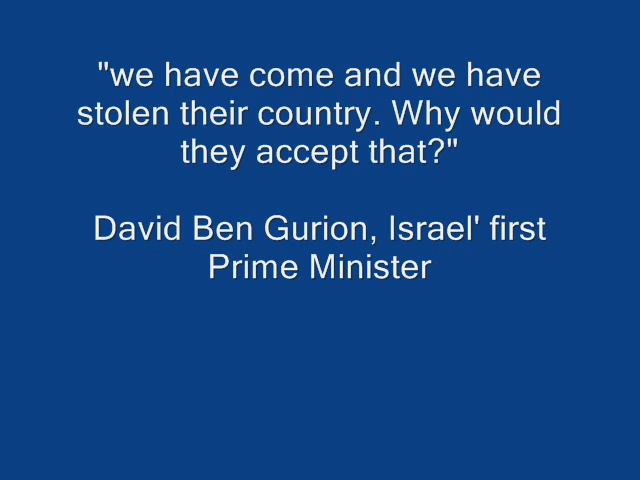 "we have come and we have
stolen their country. Why would
they accept that?"
David Ben Gurion, Israel' first
Prime Minister